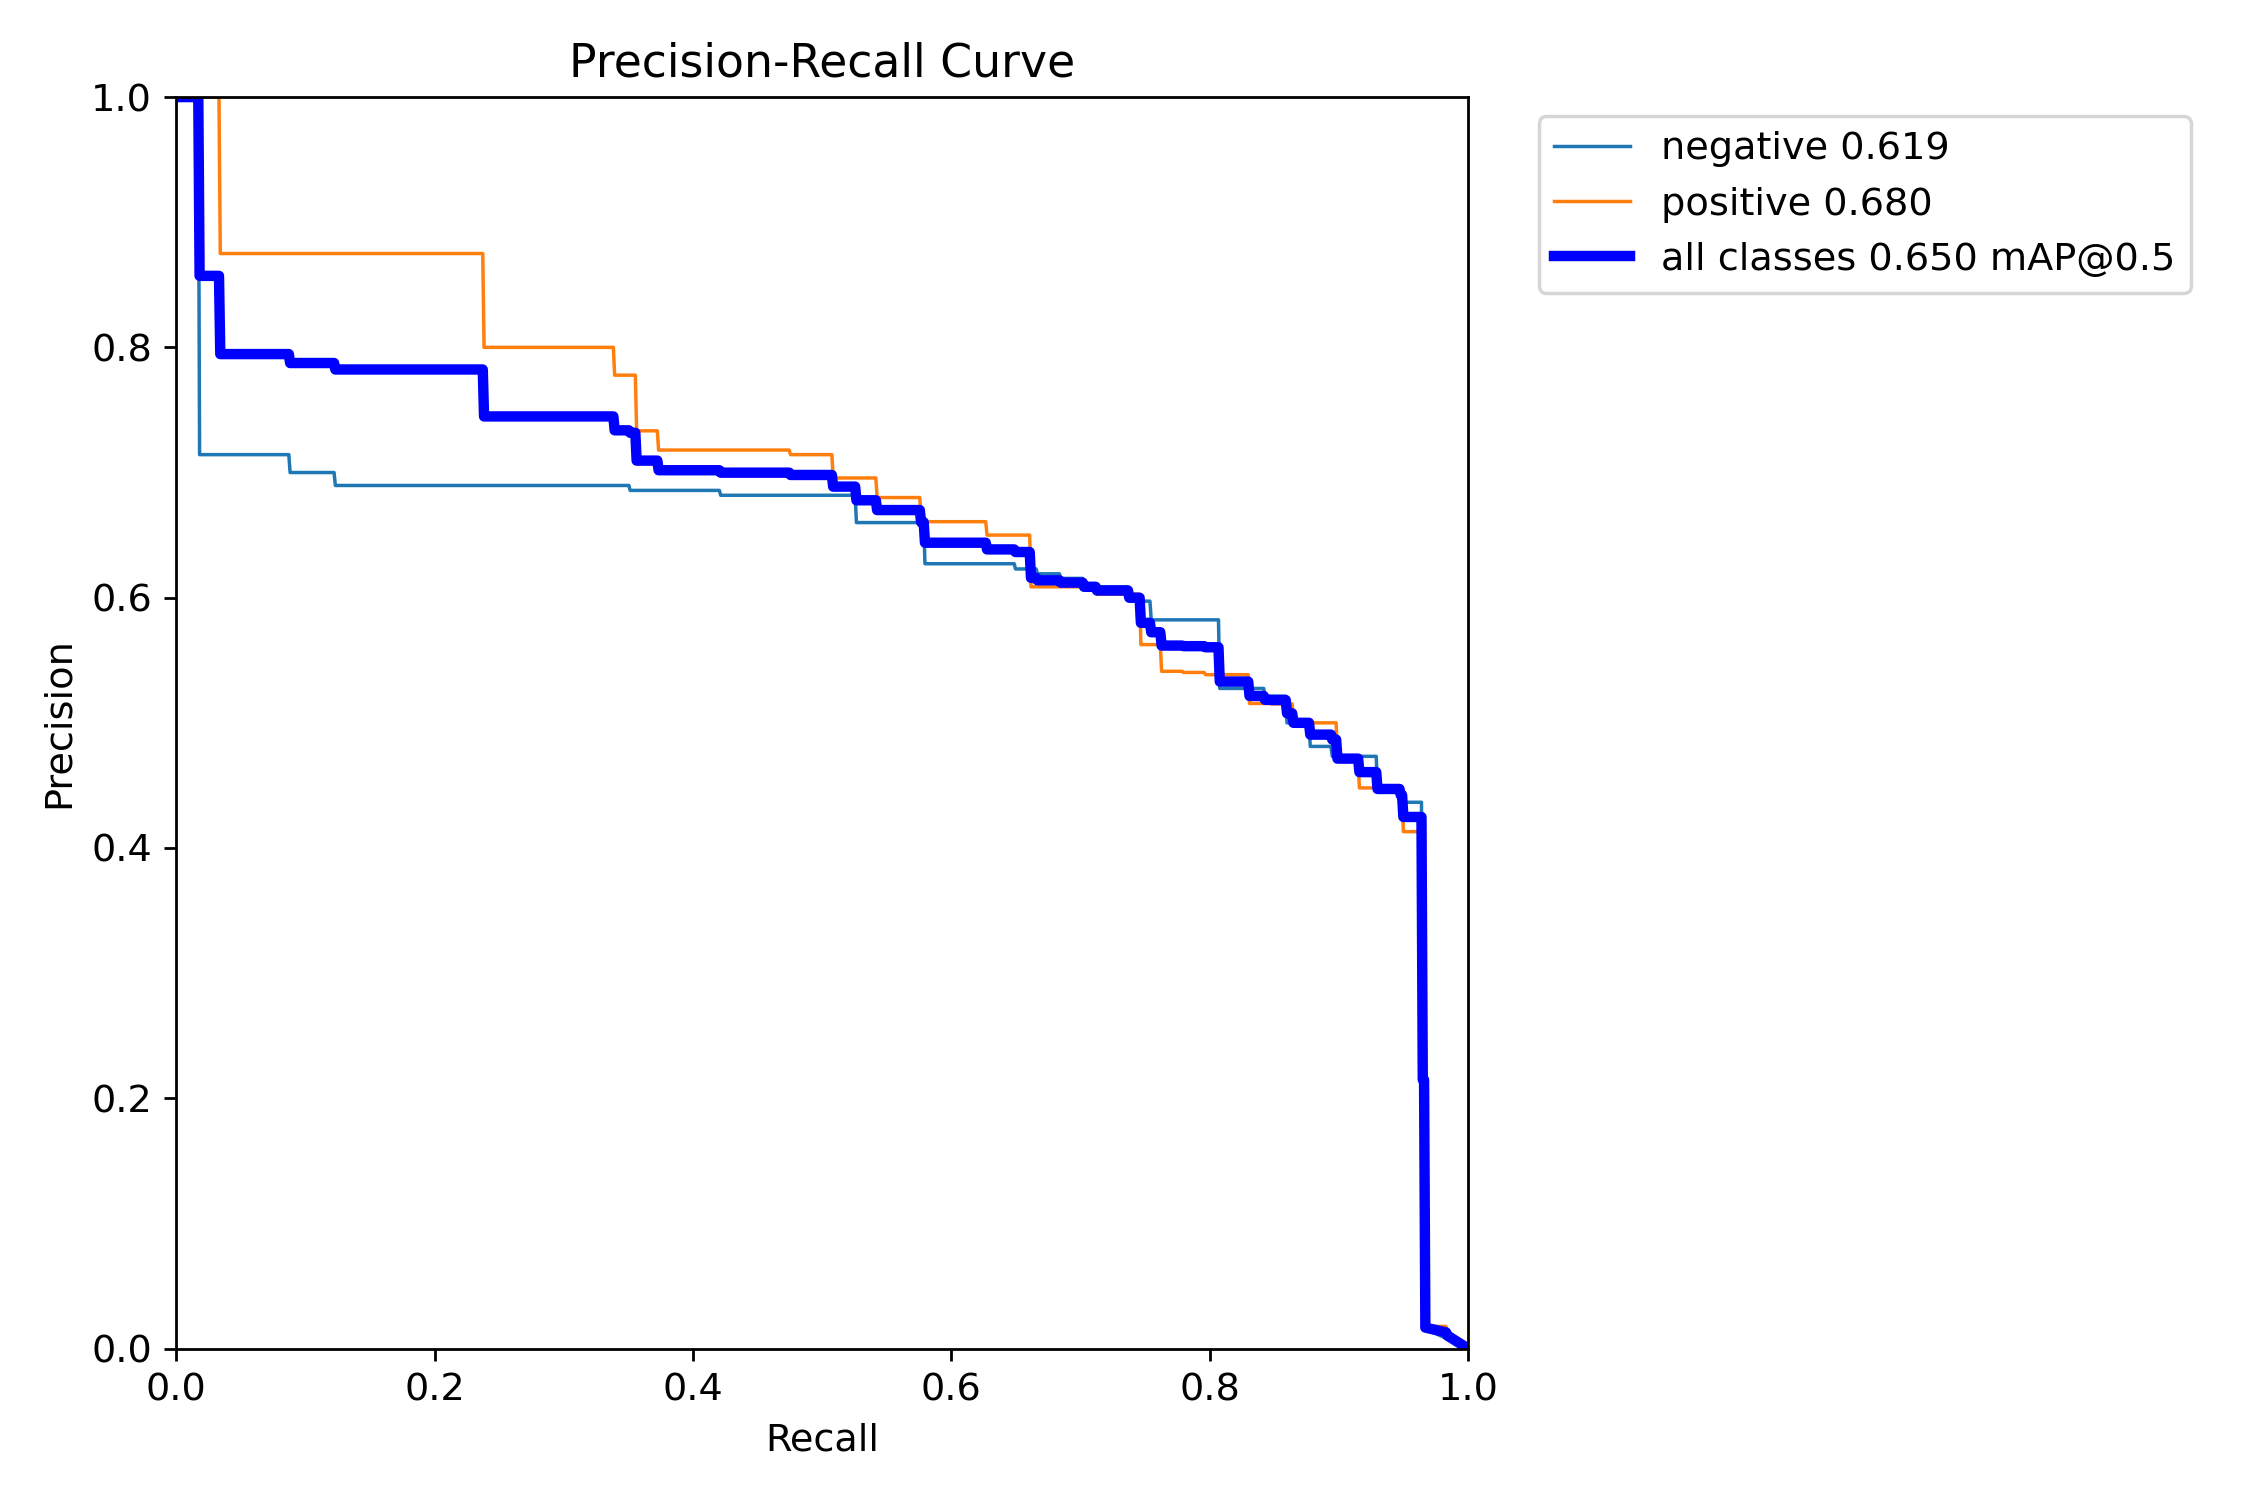 Precision-Recall Curve
negative 0.619
positive 0.680
all classes 0.650 mAP@0.5
Precision
1.0
0.8
0.6
0.4
0.2
0.0
0.0 0.2 0.4 0.6 0.8 1.0
Recall